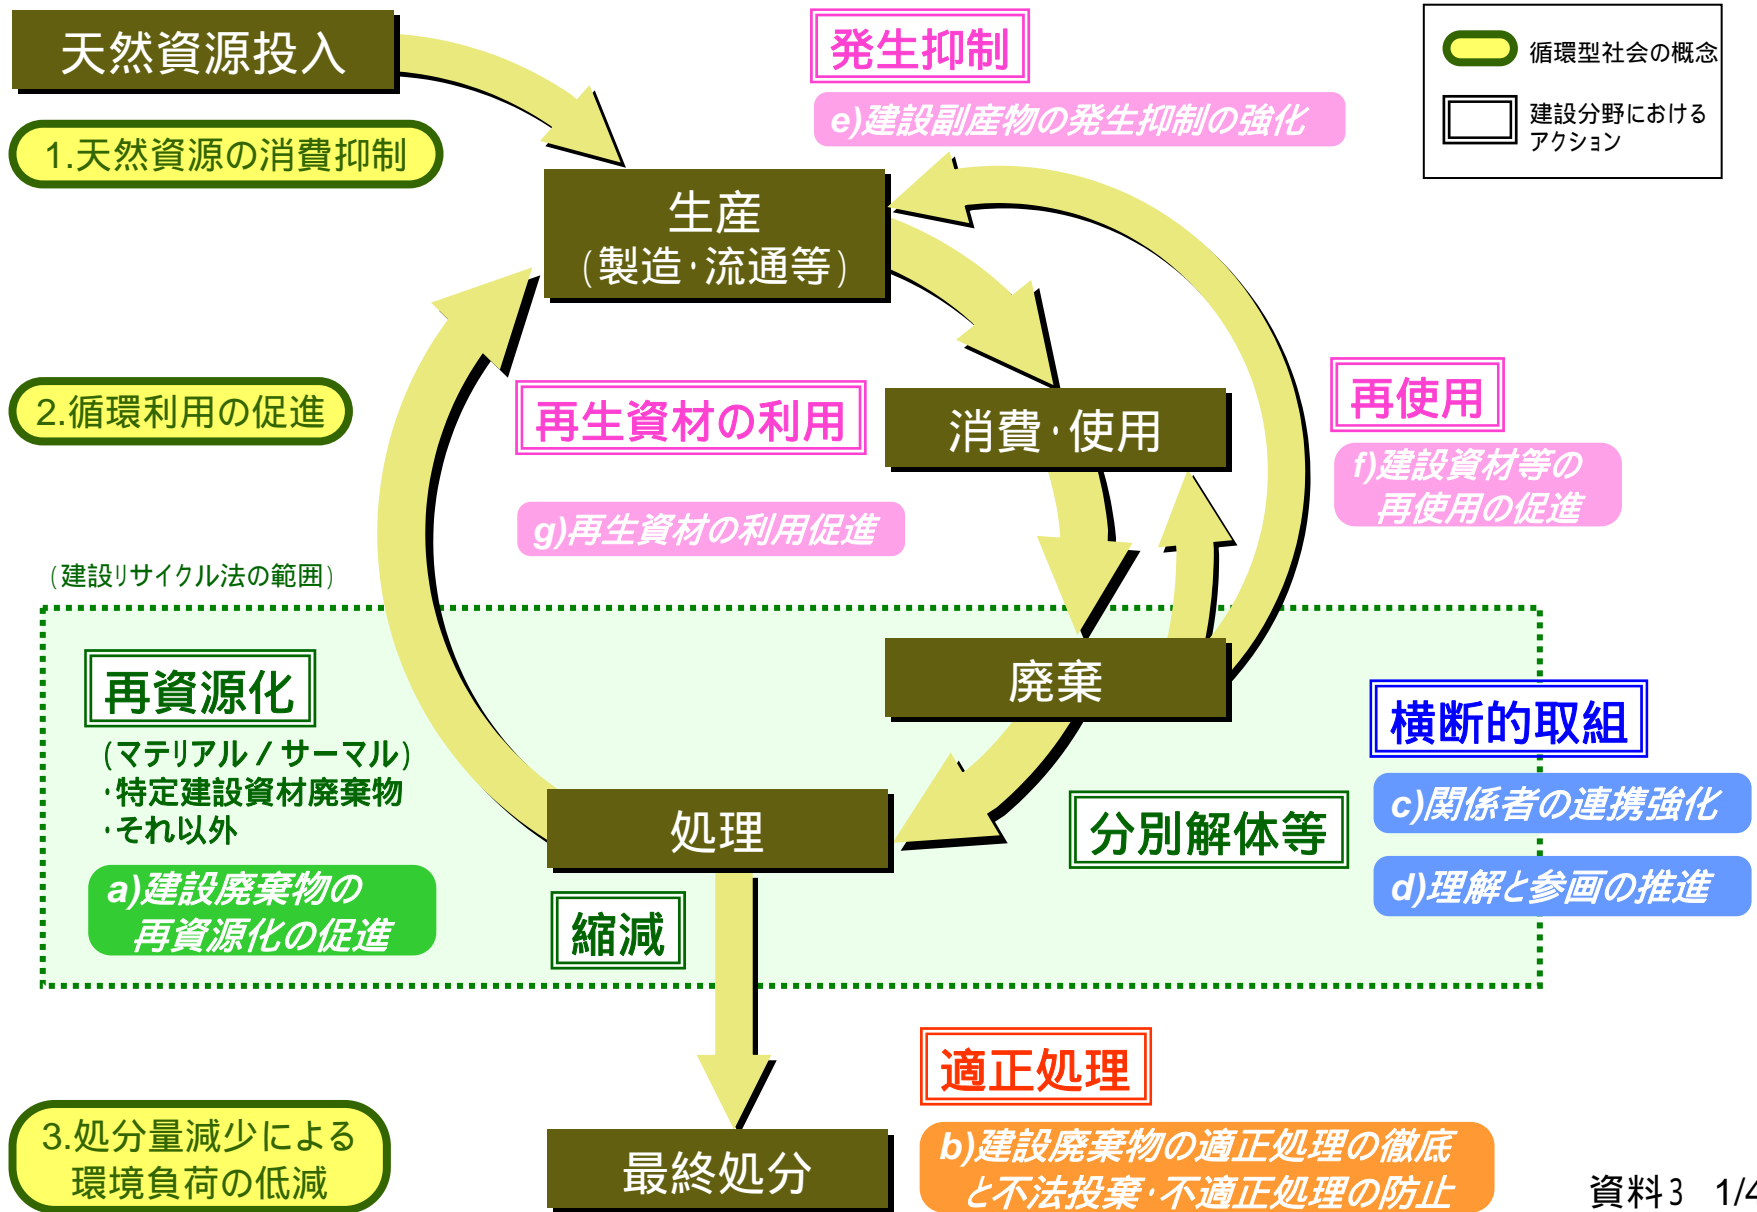 天然資源投入
発生抑制
循環型社会の概念
建設分野における
アクション
e)建設副産物の発生抑制の強化
1.天然資源の消費抑制
生産
(製造・流通等)
2.循環利用の促進
再生資材の利用
消費・使用
再使用
f)建設資材等の
再使用の促進
g)再生資材の利用促進
(建設リサイクル法の範囲)
再資源化
(マテリアル / サーマル)
・特定建設資材廃棄物
・それ以外
廃棄
横断的取組
c)関係者の連携強化
処理
分別解体等
a)建設廃棄物の
再資源化の促進
d)理解と参画の推進
縮減
適正処理
3.処分量減少による
環境負荷の低減
最終処分
b)建設廃棄物の適正処理の徹底
と不法投棄・不適正処理の防止
資料3 1/4